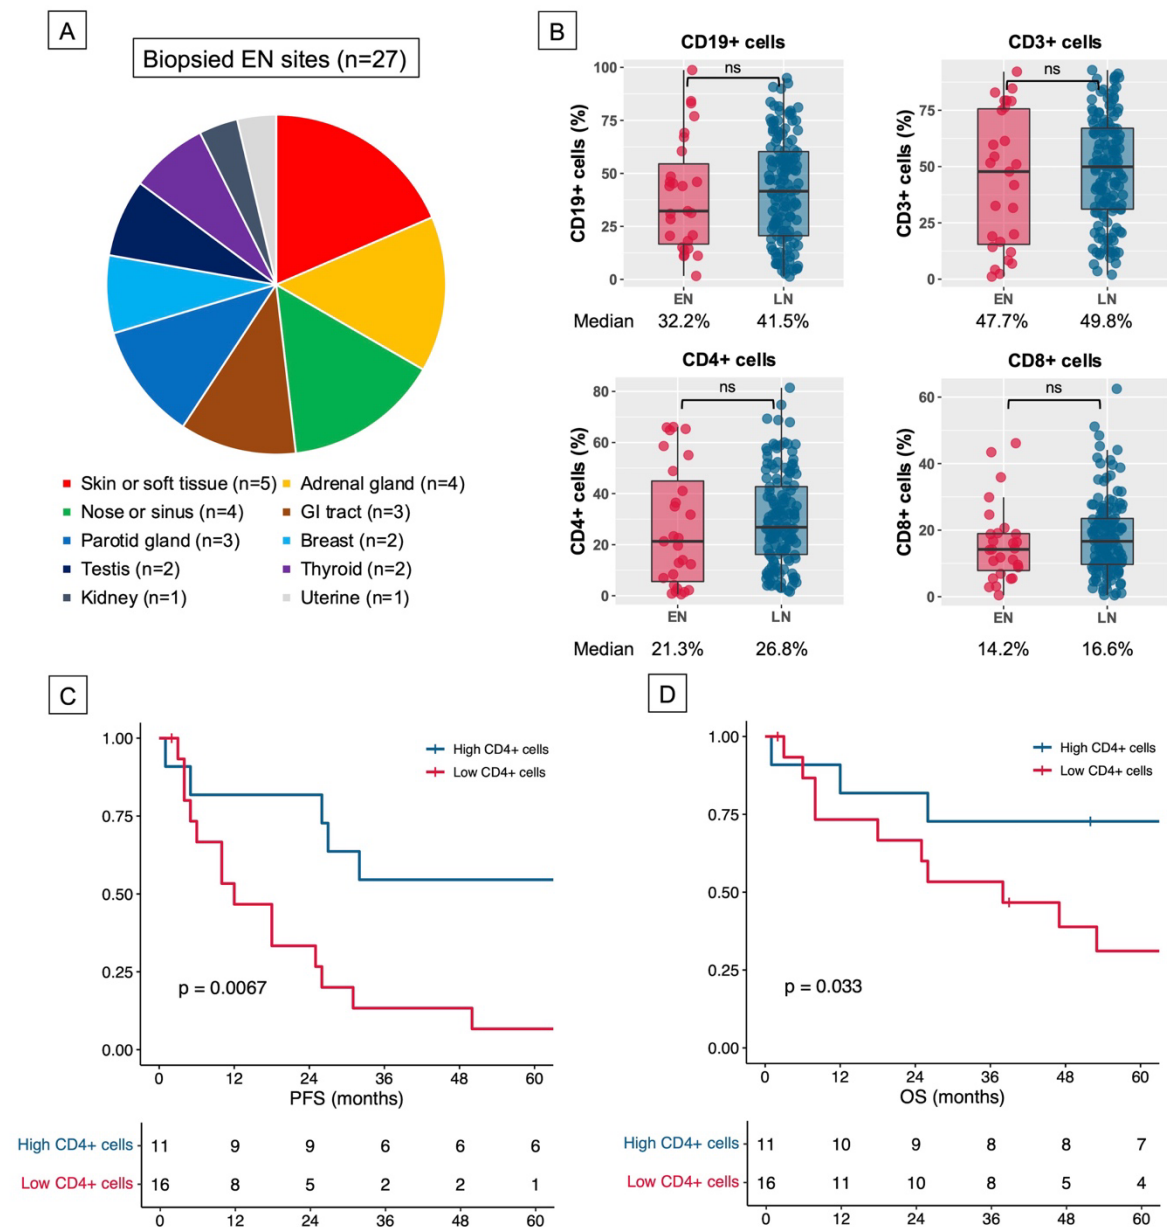 A
Biopsied EN sites (n=27)
Skin or soft tissue (n=5) Adrenal gland (n=4)
Nose or sinus (n=4) GI tract (n=3)
Parotid gland (n=3) Breast (n=2)
Testis (n=2) Thyroid (n=2)
Kidney (n=1) Uterine (n=1)
B
CD19+ cells
CD19+ cells (%)
100
75
50
25
0
ns
EN LN
Median 32.2% 41.5%
CD3+ cells
CD3+ cells (%)
75
50
25
0
ns
EN LN
47.7% 49.8%
CD4+ cells
CD4+ cells (%)
80
60
40
20
0
ns
EN LN
Median 21.3% 26.8%
CD8+ cells
CD8+ cells (%)
60
40
20
0
ns
EN LN
14.2% 16.6%
C
1.00
0.75
0.50
0.25
0.00
High CD4+ cells
Low CD4+ cells
p = 0.0067
0 12 24 36 48 60
PFS (months)
High CD4+ cells 11 9 9 6 6 6
Low CD4+ cells 16 8 5 2 2 1
0 12 24 36 48 60
D
1.00
0.75
0.50
0.25
0.00
High CD4+ cells
Low CD4+ cells
p = 0.033
0 12 24 36 48 60
OS (months)
High CD4+ cells 11 10 9 8 8 7
Low CD4+ cells 16 11 10 8 5 4
0 12 24 36 48 60